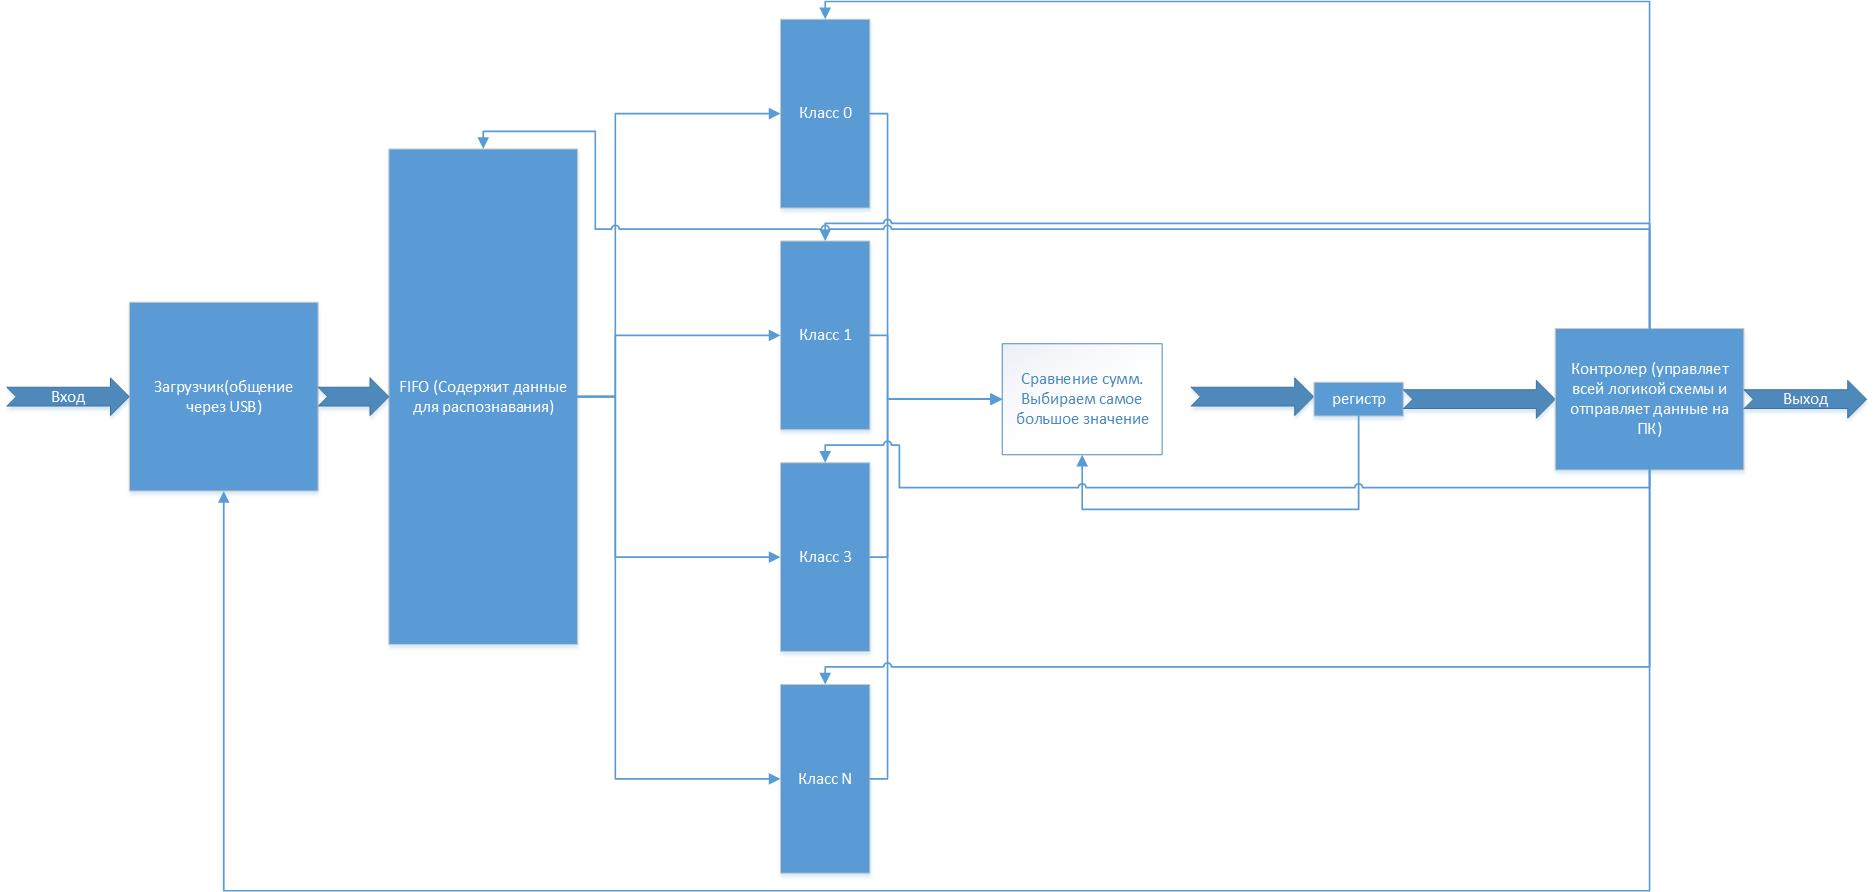 Вход
Загрузчик(общение
через USB)
FIFO (Содержит данные
для распознавания)
Класс 0
Класс 1
Класс 3
Класс N
Сравнение сумм.
Выбираем самое
большое значение
регистр
Контролер (управляет
всей логикой схемы и
отправляет данные на
ПК)
Выход